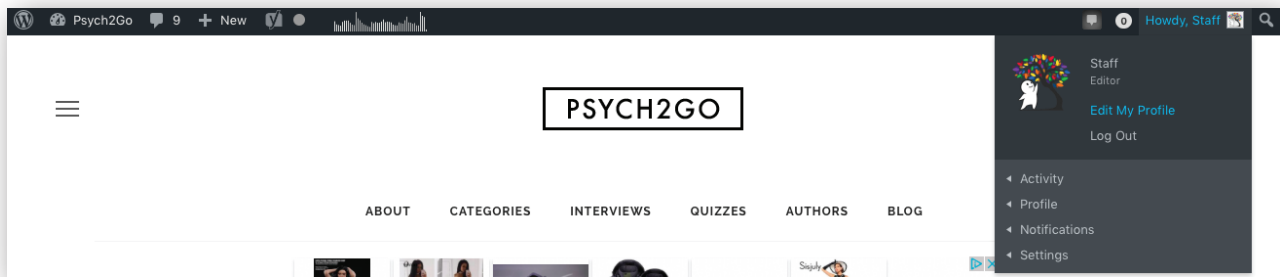 Psych2Go 9 New 0 Howdy, Staff
Staff
Editor
Edit My Profile
Log Out
PSYCH2GO
ABOUT CATEGORIES INTERVIEWS QUIZZES AUTHORS BLOG
Activity
Profile
Notifications
Settings
Sisjuly